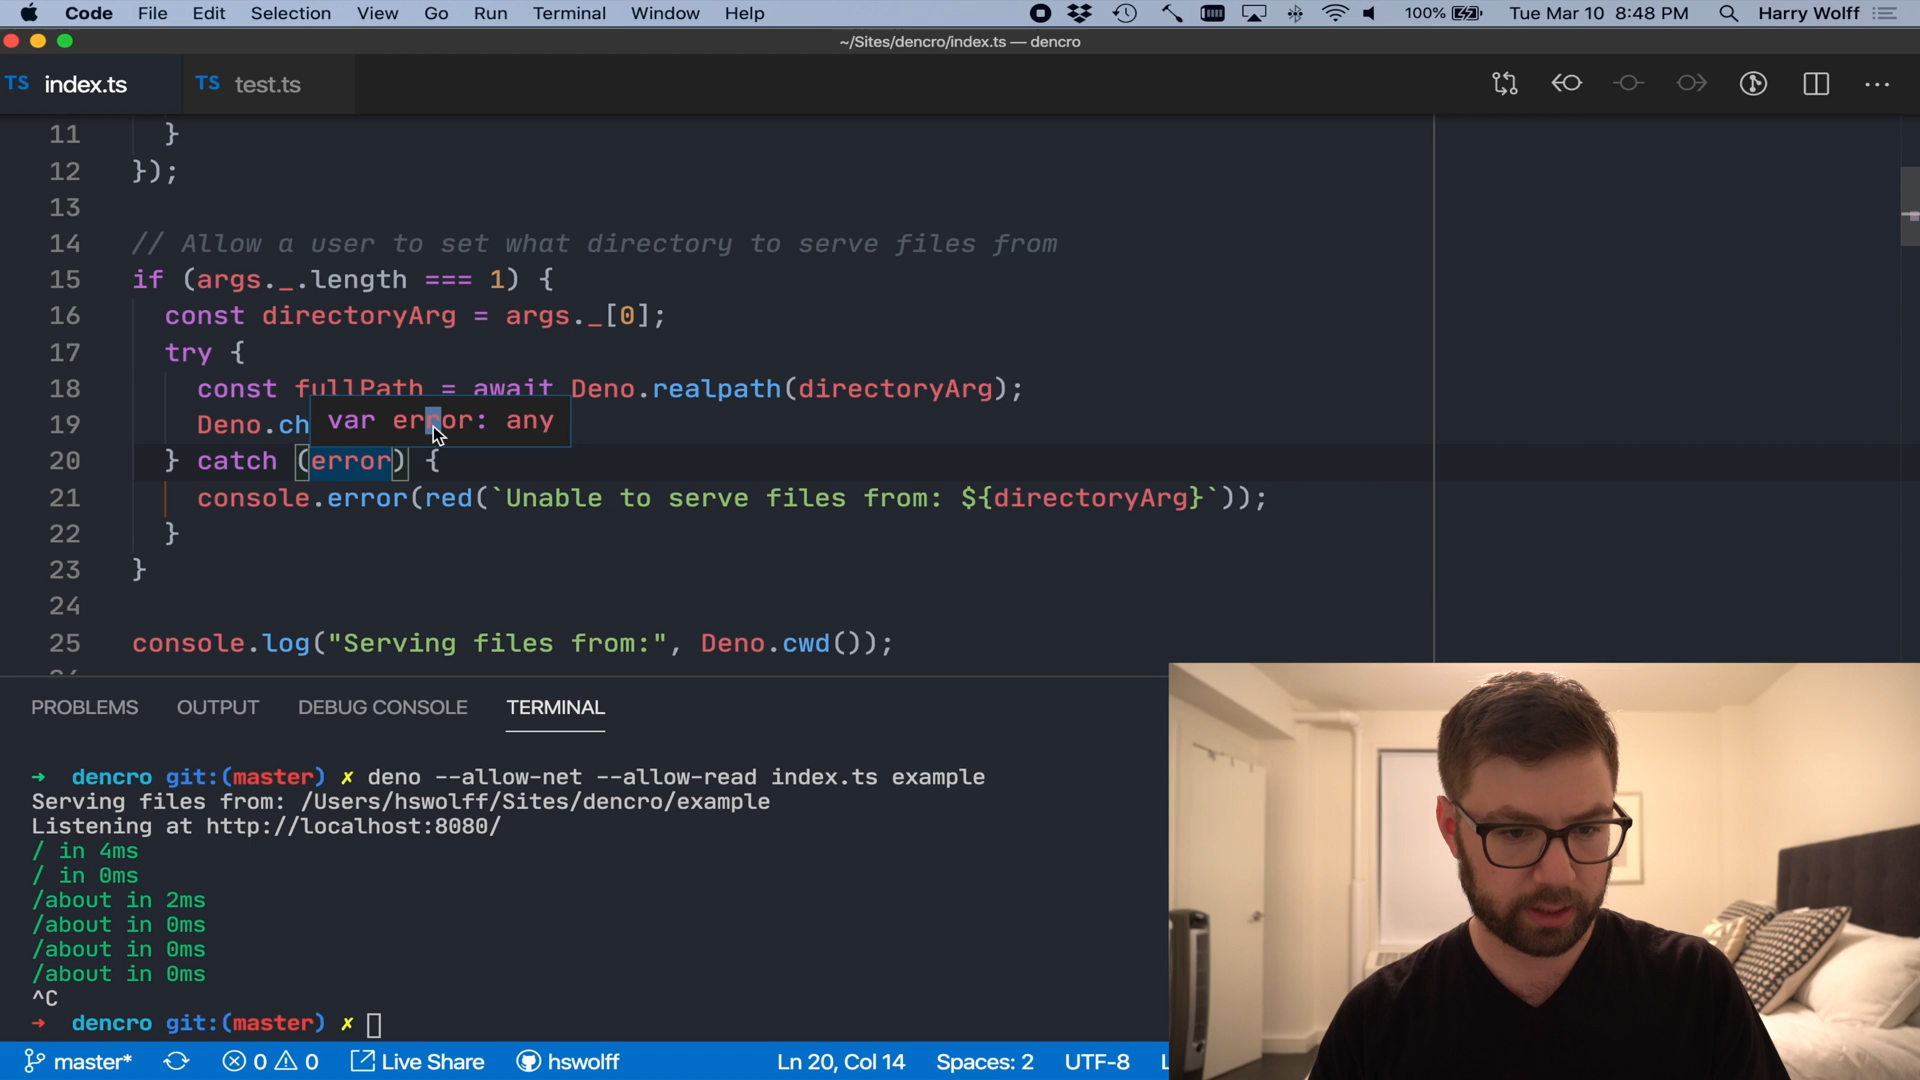 Code File Edit Selection View Go Run Terminal Window Help 100% Tue Mar 10 8:48 PM Harry Wolff
~/Sites/dencro/index.ts — dencro
TS index.ts TS test.ts
11 }
12 });
13
14 // Allow a user to set what directory to serve files from
15 if (args._.length === 1) {
16 const directoryArg = args._[0];
17 try {
18 const fullPath = await Deno.realpath(directoryArg);
19 Deno.ch
var error: any
20 } catch (error) {
21 console.error(red(`Unable to serve files from: ${directoryArg}`));
22 }
23 }
24
25 console.log("Serving files from:", Deno.cwd());
PROBLEMS OUTPUT DEBUG CONSOLE TERMINAL
→ dencro git:(master) ✗ deno --allow-net --allow-read index.ts example
Serving files from: /Users/hswolff/Sites/dencro/example
Listening at http://localhost:8080/
/ in 4ms
/ in 0ms
/about in 2ms
/about in 0ms
/about in 0ms
/about in 0ms
^C
→ dencro git:(master) ✗
master* 0 0 Live Share hswolff Ln 20, Col 14 Spaces: 2 UTF-8 L